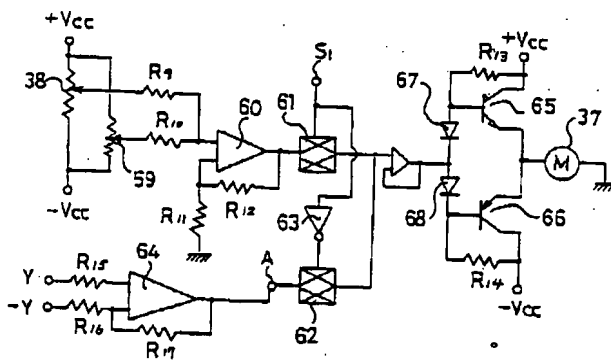 +Vcc
38
R9
R10
59
-Vcc
60
R11
R12
S1
61
63
A
62
Y
-Y
R15
R16
64
R17
67
68
R13
+Vcc
65
37
M
66
R14
-Vcc